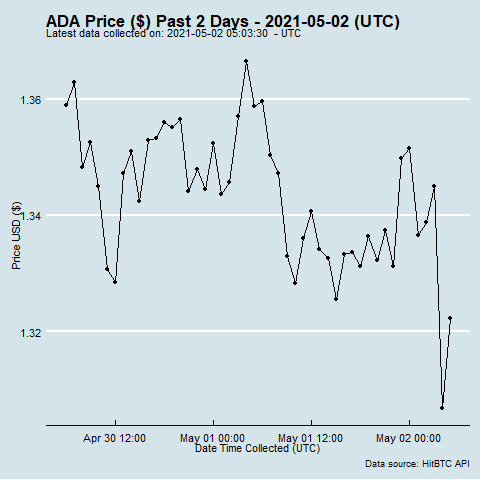 ADA Price ($) Past 2 Days - 2021-05-02 (UTC)
Latest data collected on: 2021-05-02 05:03:30  - UTC
1.36
1.34
1.32
Price USD ($)
Apr 30 12:00
May 01 00:00
May 01 12:00
May 02 00:00
Date Time Collected (UTC)
Data source: HitBTC API